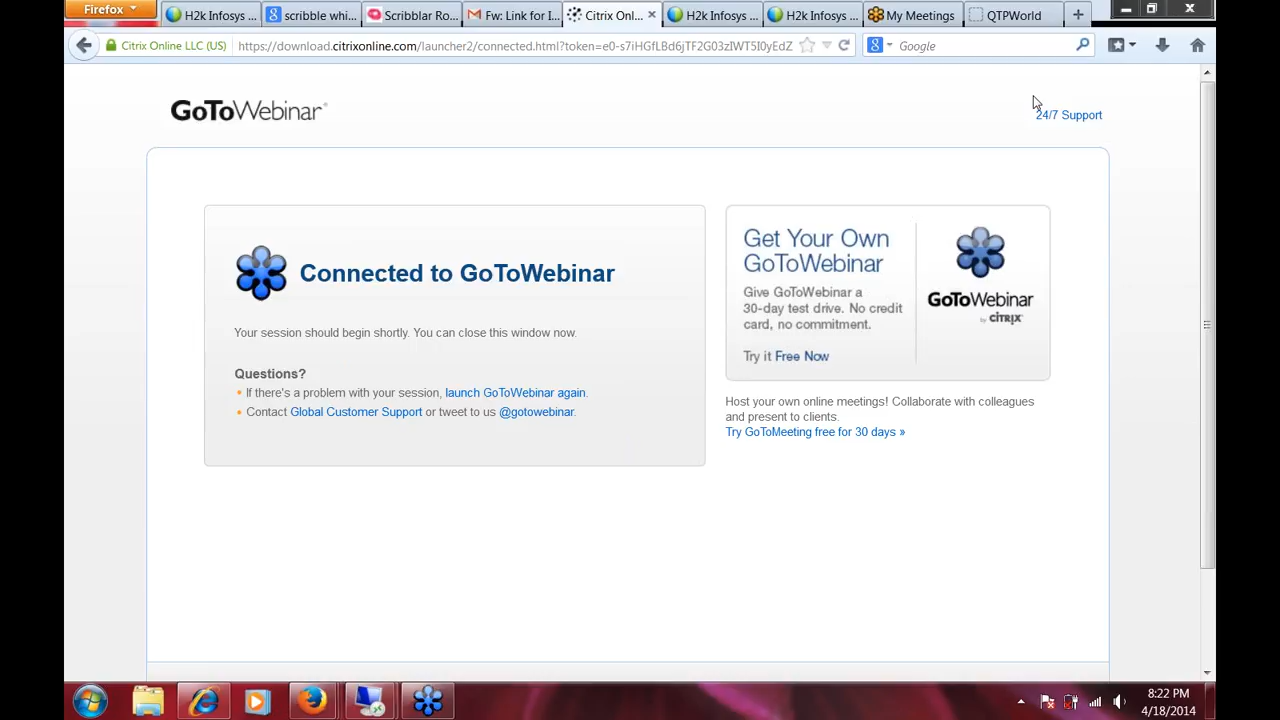 Firefox
H2k Infosys ...
scribble whi...
Scribblar Ro...
Fw: Link for I...
Citrix Onl...
H2k Infosys ...
H2k Infosys ...
My Meetings
QTPWorld
Citrix Online LLC (US)
https://download.citrixonline.com/launcher2/connected.html?token=e0-s7iHGfLBd6jTF2G03zIWT5I0yEdZ
Google
GoToWebinar®
24/7 Support
Connected to GoToWebinar
Your session should begin shortly. You can close this window now.
Questions?
• If there's a problem with your session, launch GoToWebinar again.
• Contact Global Customer Support or tweet to us @gotowebinar.
Get Your Own
GoToWebinar
Give GoToWebinar a
30-day test drive. No credit
card, no commitment.
Try it Free Now
GoToWebinar
by CITRIX
Host your own online meetings! Collaborate with colleagues
and present to clients.
Try GoToMeeting free for 30 days »
8:22 PM
4/18/2014